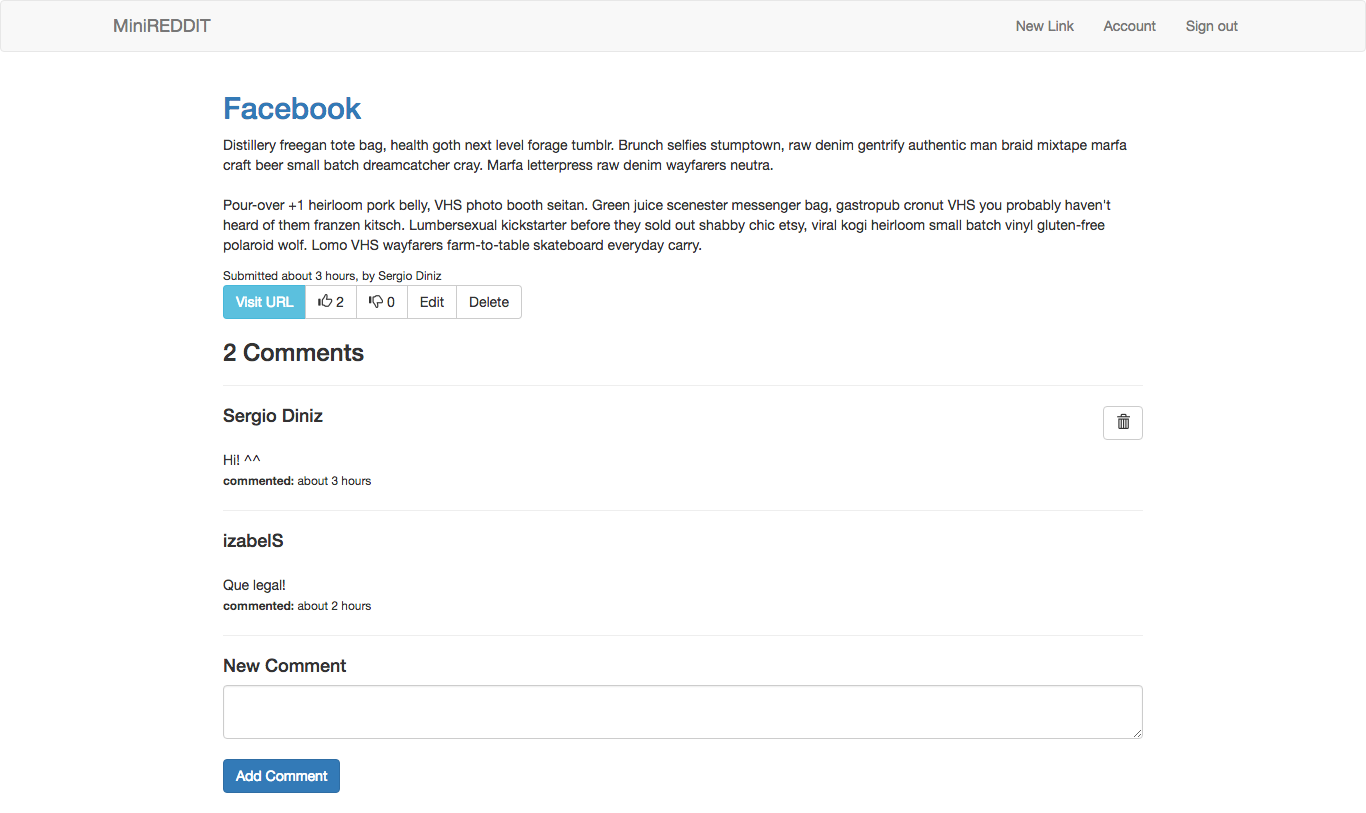 MiniREDDIT
New Link Account Sign out
Facebook
Distillery freegan tote bag, health goth next level forage tumblr. Brunch selfies stumptown, raw denim gentrify authentic man braid mixtape marfa
craft beer small batch dreamcatcher cray. Marfa letterpress raw denim wayfarers neutra.
Pour-over +1 heirloom pork belly, VHS photo booth seitan. Green juice scenester messenger bag, gastropub cronut VHS you probably haven't
heard of them franzen kitsch. Lumbersexual kickstarter before they sold out shabby chic etsy, viral kogi heirloom small batch vinyl gluten-free
polaroid wolf. Lomo VHS wayfarers farm-to-table skateboard everyday carry.
Submitted about 3 hours, by Sergio Diniz
Visit URL 2 0 Edit Delete
2 Comments
Sergio Diniz
Hi! ^^
commented: about 3 hours
izabelS
Que legal!
commented: about 2 hours
New Comment
Add Comment